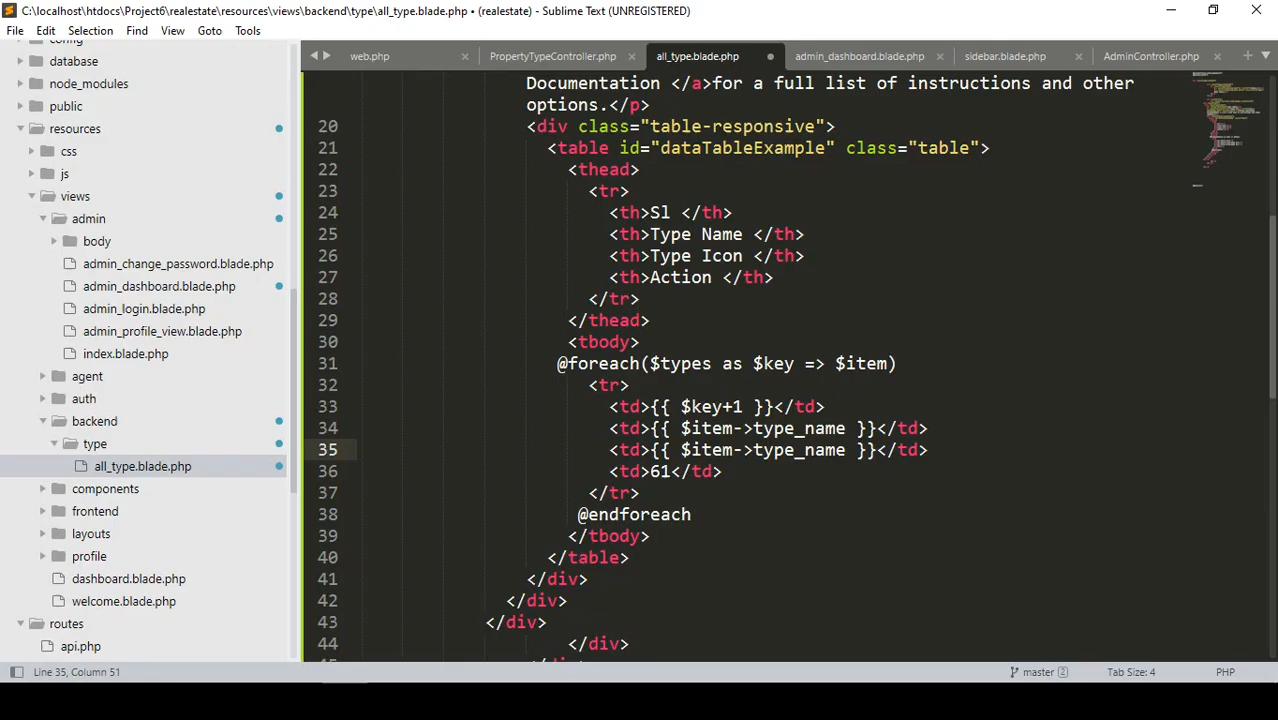 C:\localhost\htdocs\Project6\realestate\resources\views\backend\type\all_type.blade.php • (realestate) - Sublime Text (UNREGISTERED)
File Edit Selection Find View Goto Tools
web.php PropertyTypeController.php all_type.blade.php admin_dashboard.blade.php sidebar.blade.php AdminController.php
config
database
node_modules
public
resources
css
js
views
admin
body
admin_change_password.blade.php
admin_dashboard.blade.php
admin_login.blade.php
admin_profile_view.blade.php
index.blade.php
agent
auth
backend
type
all_type.blade.php
components
frontend
layouts
profile
dashboard.blade.php
welcome.blade.php
routes
api.php
Documentation </a>for a full list of instructions and other
options.</p>
20 <div class="table-responsive">
21 <table id="dataTableExample" class="table">
22 <thead>
23 <tr>
24 <th>Sl </th>
25 <th>Type Name </th>
26 <th>Type Icon </th>
27 <th>Action </th>
28 </tr>
29 </thead>
30 <tbody>
31 @foreach($types as $key => $item)
32 <tr>
33 <td>{{ $key+1 }}</td>
34 <td>{{ $item->type_name }}</td>
35 <td>{{ $item->type_name }}</td>
36 <td>61</td>
37 </tr>
38 @endforeach
39 </tbody>
40 </table>
41 </div>
42 </div>
43 </div>
44 </div>
Line 35, Column 51 master 2 Tab Size: 4 PHP